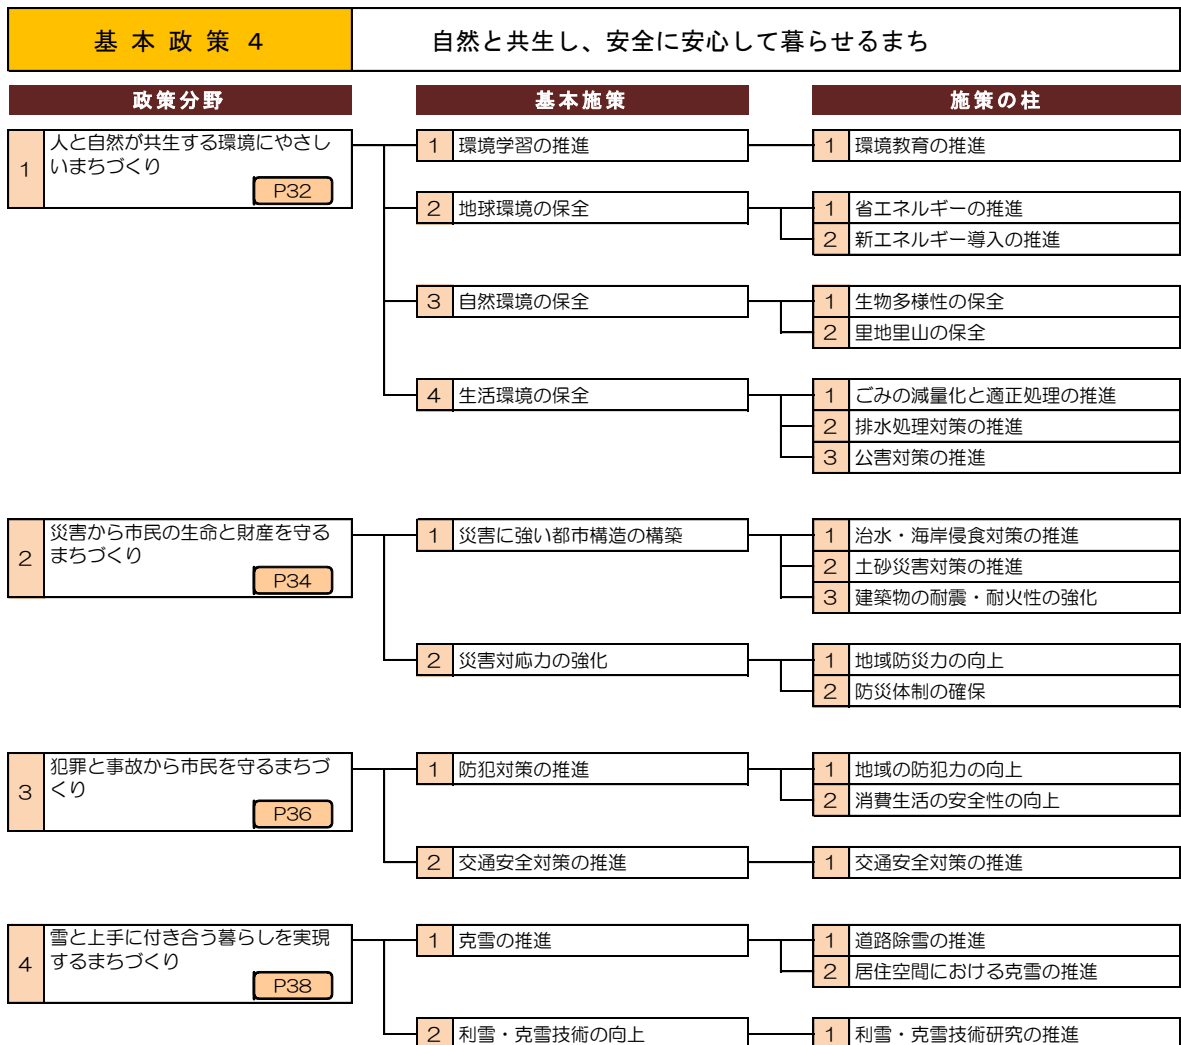 基本政策４
自然と共生し、安全に安心して暮らせるまち
政策分野
基本施策
施策の柱
1
人と自然が共生する環境にやさし
いまちづくり
P32
1 環境学習の推進
1 環境教育の推進
2 地球環境の保全
1 省エネルギーの推進
2 新エネルギー導入の推進
3 自然環境の保全
1 生物多様性の保全
2 里地里山の保全
4 生活環境の保全
1 ごみの減量化と適正処理の推進
2 排水処理対策の推進
3 公害対策の推進
2
災害から市民の生命と財産を守る
まちづくり
P34
1 災害に強い都市構造の構築
1 治水・海岸侵食対策の推進
2 土砂災害対策の推進
3 建築物の耐震・耐火性の強化
2 災害対応力の強化
1 地域防災力の向上
2 防災体制の確保
3
犯罪と事故から市民を守るまちづ
くり
P36
1 防犯対策の推進
1 地域の防犯力の向上
2 消費生活の安全性の向上
2 交通安全対策の推進
1 交通安全対策の推進
4
雪と上手に付き合う暮らしを実現
するまちづくり
P38
1 克雪の推進
1 道路除雪の推進
2 居住空間における克雪の推進
2 利雪・克雪技術の向上
1 利雪・克雪技術研究の推進